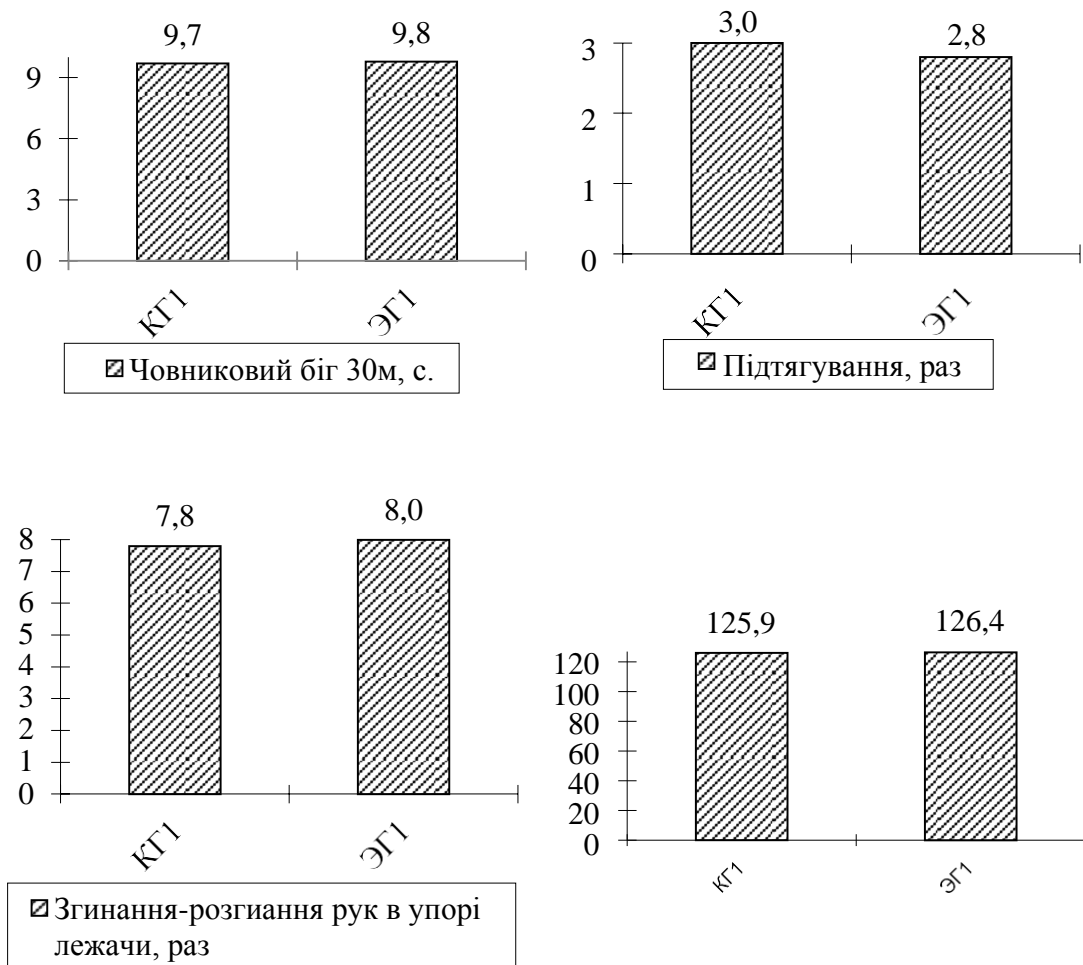 9,7
9,8
9
6
3
0
КГ1
ЭГ1
Човниковий біг 30м, с.
3,0
2,8
3
2
1
0
КГ1
ЭГ1
Підтягування, раз
7,8
8,0
8
7
6
5
4
3
2
1
0
КГ1
ЭГ1
Згинання-розгиання рук в упорі
лежачи, раз
125,9
126,4
120
100
80
60
40
20
0
КГ1
ЭГ1